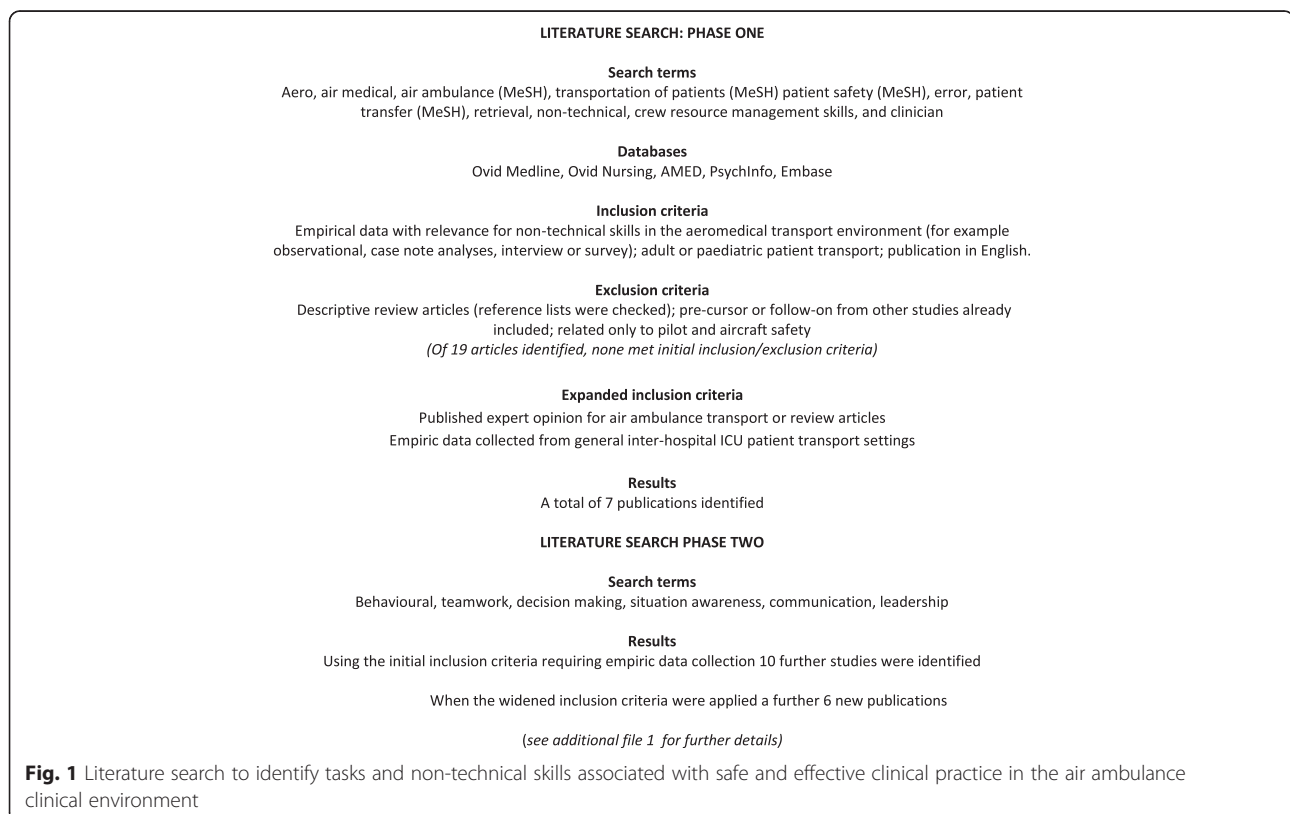 LITERATURE SEARCH: PHASE ONE
Search terms
Aero, air medical, air ambulance (MeSH), transportation of patients (MeSH) patient safety (MeSH), error, patient
transfer (MeSH), retrieval, non-technical, crew resource management skills, and clinician
Databases
Ovid Medline, Ovid Nursing, AMED, PsychInfo, Embase
Inclusion criteria
Empirical data with relevance for non-technical skills in the aeromedical transport environment (for example
observational, case note analyses, interview or survey); adult or paediatric patient transport; publication in English.
Exclusion criteria
Descriptive review articles (reference lists were checked); pre-cursor or follow-on from other studies already
included; related only to pilot and aircraft safety
(Of 19 articles identified, none met initial inclusion/exclusion criteria)
Expanded inclusion criteria
Published expert opinion for air ambulance transport or review articles
Empiric data collected from general inter-hospital ICU patient transport settings
Results
A total of 7 publications identified
LITERATURE SEARCH PHASE TWO
Search terms
Behavioural, teamwork, decision making, situation awareness, communication, leadership
Results
Using the initial inclusion criteria requiring empiric data collection 10 further studies were identified
When the widened inclusion criteria were applied a further 6 new publications
(see additional file 1 for further details)
Fig. 1 Literature search to identify tasks and non-technical skills associated with safe and effective clinical practice in the air ambulance
clinical environment